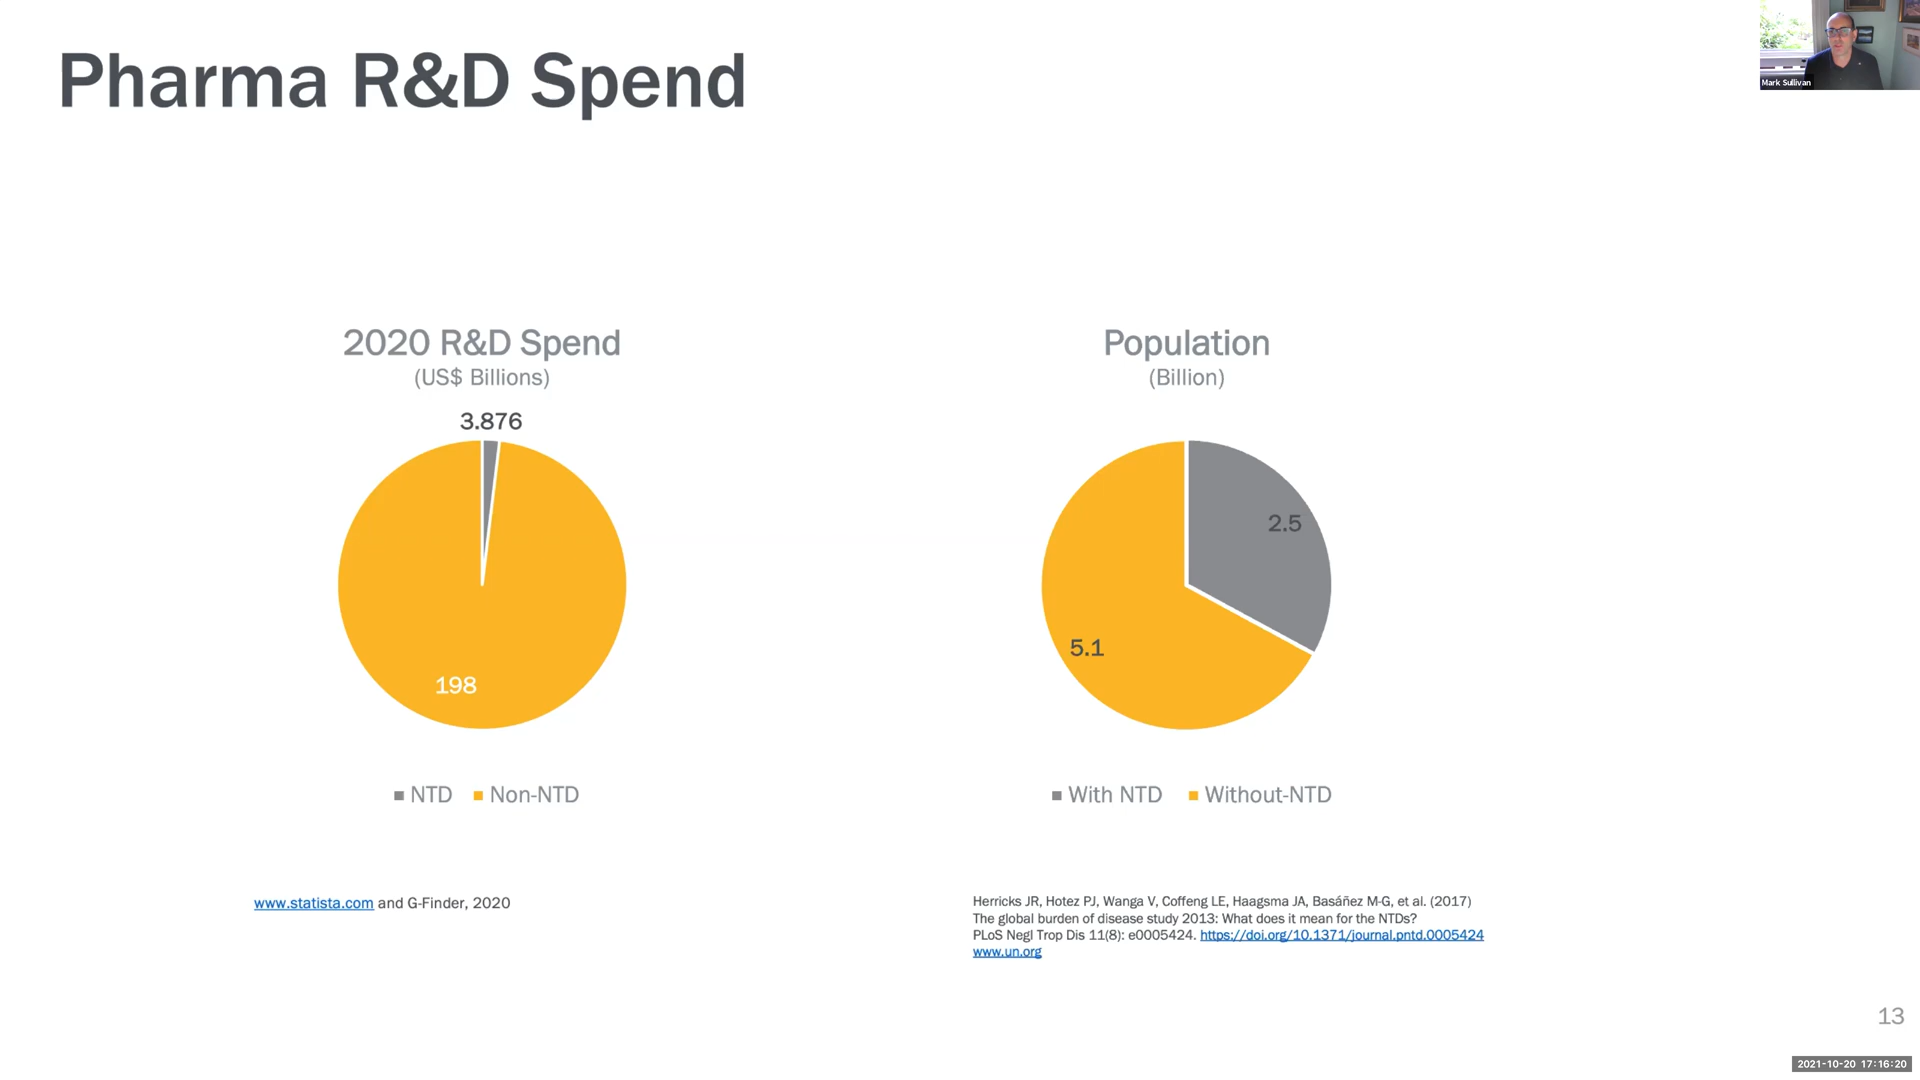 Pharma R&D Spend
Mark Sullivan
2020 R&D Spend
(US$ Billions)
3.876
198
NTD Non-NTD
www.statista.com and G-Finder, 2020
Population
(Billion)
2.5
5.1
With NTD Without-NTD
Herricks JR, Hotez PJ, Wanga V, Coffeng LE, Haagsma JA, Basáñez M-G, et al. (2017)
The global burden of disease study 2013: What does it mean for the NTDs?
PLoS Negl Trop Dis 11(8): e0005424. https://doi.org/10.1371/journal.pntd.0005424
www.un.org
13
2021-10-20 17:16:20